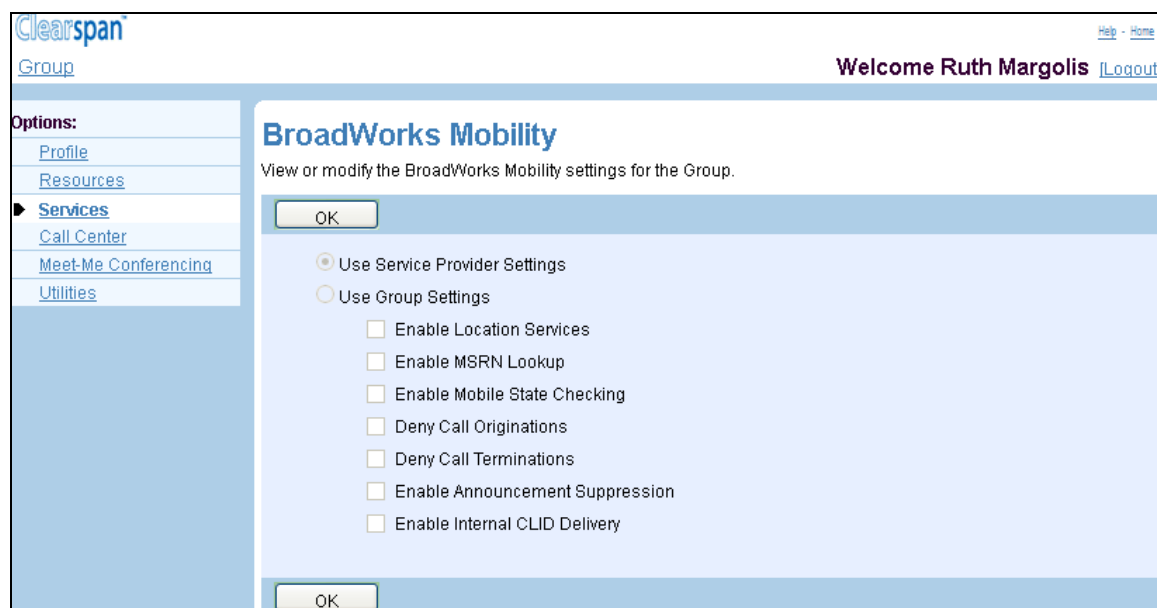 Clearspan™
Help - Home
Group
Welcome Ruth Margolis [Logout
Options:
Profile
Resources
Services
Call Center
Meet-Me Conferencing
Utilities
BroadWorks Mobility
View or modify the BroadWorks Mobility settings for the Group.
OK
Use Service Provider Settings
Use Group Settings
Enable Location Services
Enable MSRN Lookup
Enable Mobile State Checking
Deny Call Originations
Deny Call Terminations
Enable Announcement Suppression
Enable Internal CLID Delivery
OK